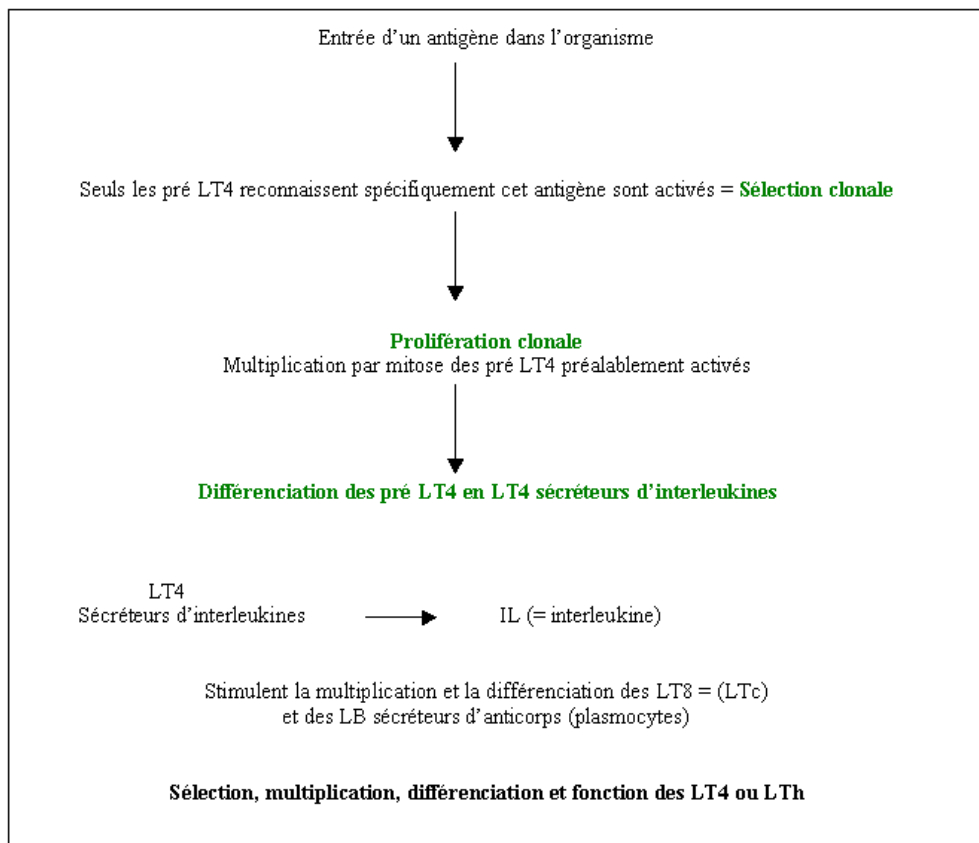 Entrée d’un antigène dans l’organisme
Seuls les pré LT4 reconnaissent spécifiquement cet antigène sont activés = Sélection clonale
Prolifération clonale
Multiplication par mitose des pré LT4 préalablement activés
Différenciation des pré LT4 en LT4 sécréteurs d’interleukines
LT4
Sécréteurs d’interleukines IL (= interleukine)
Stimulent la multiplication et la différenciation des LT8 = (LTc)
et des LB sécréteurs d’anticorps (plasmocytes)
Sélection, multiplication, différenciation et fonction des LT4 ou LTh